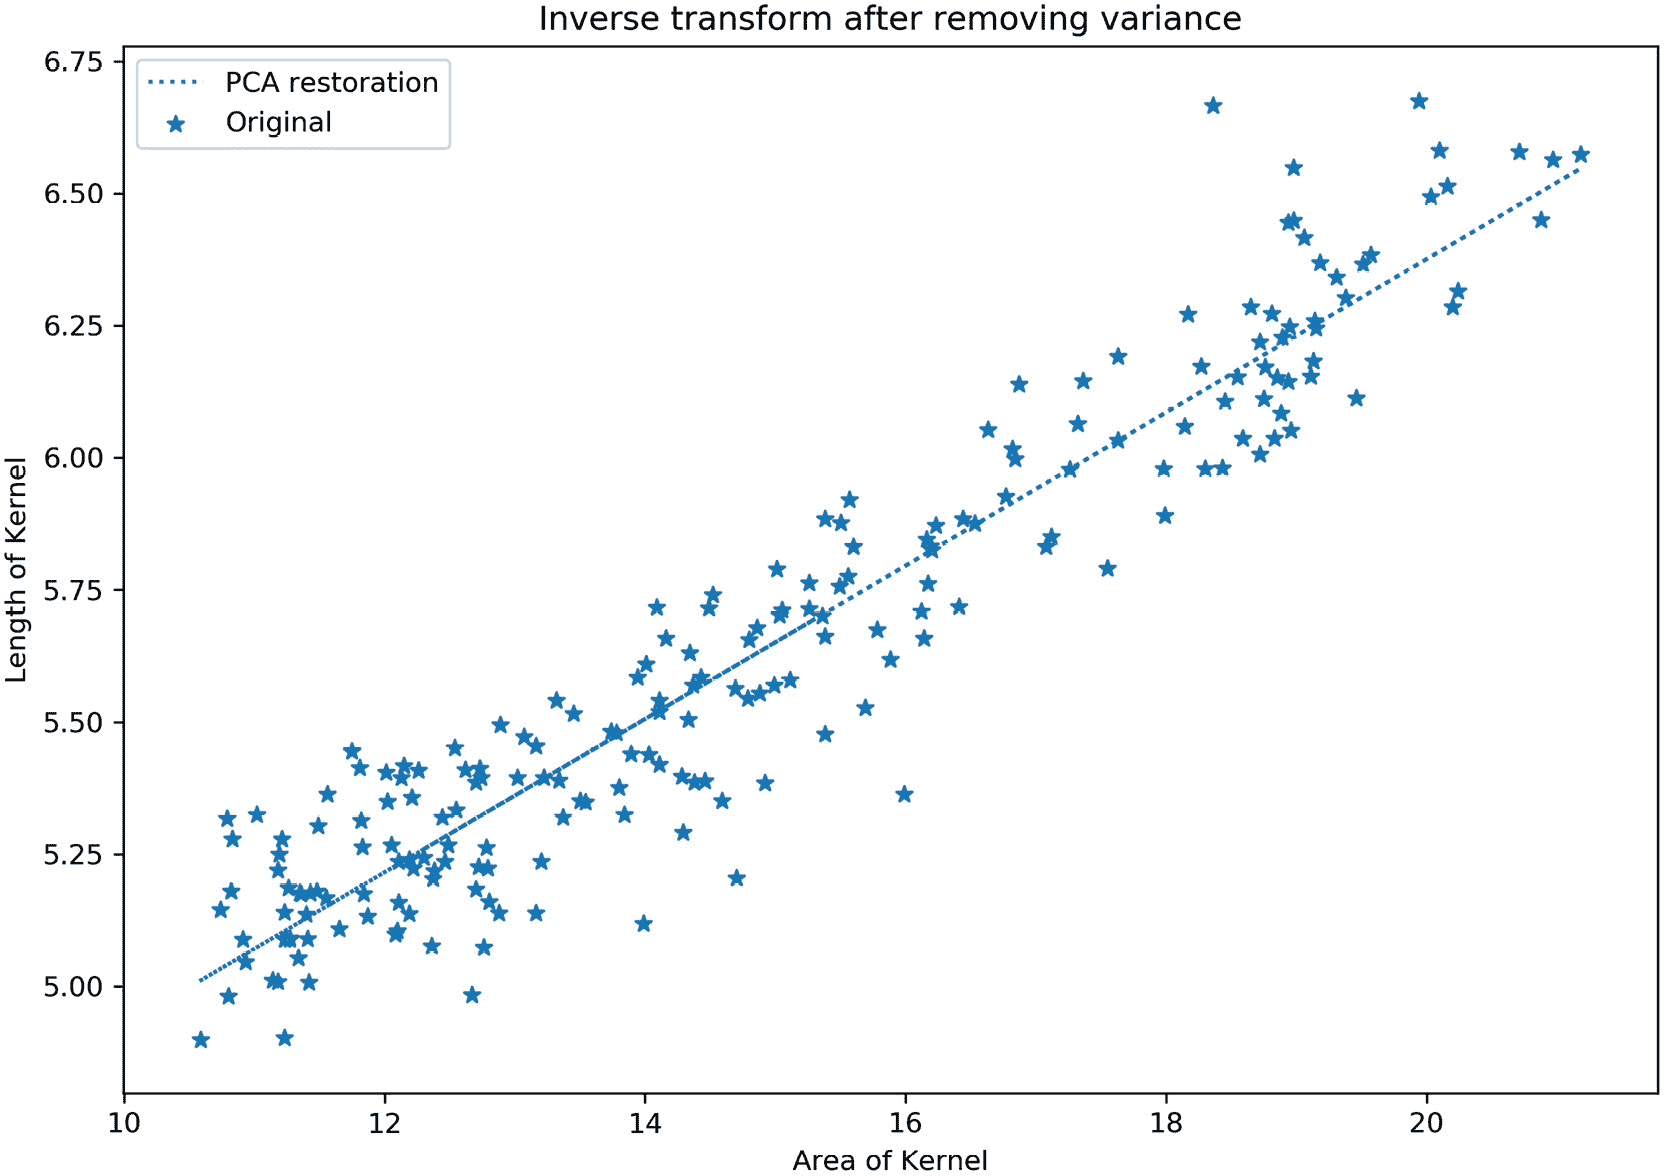 Inverse transform after removing variance
PCA restoration
Original
6.75
6.50
6.25
6.00
5.75
5.50
5.25
5.00
Length of Kernel
10 12 14 16 18 20
Area of Kernel